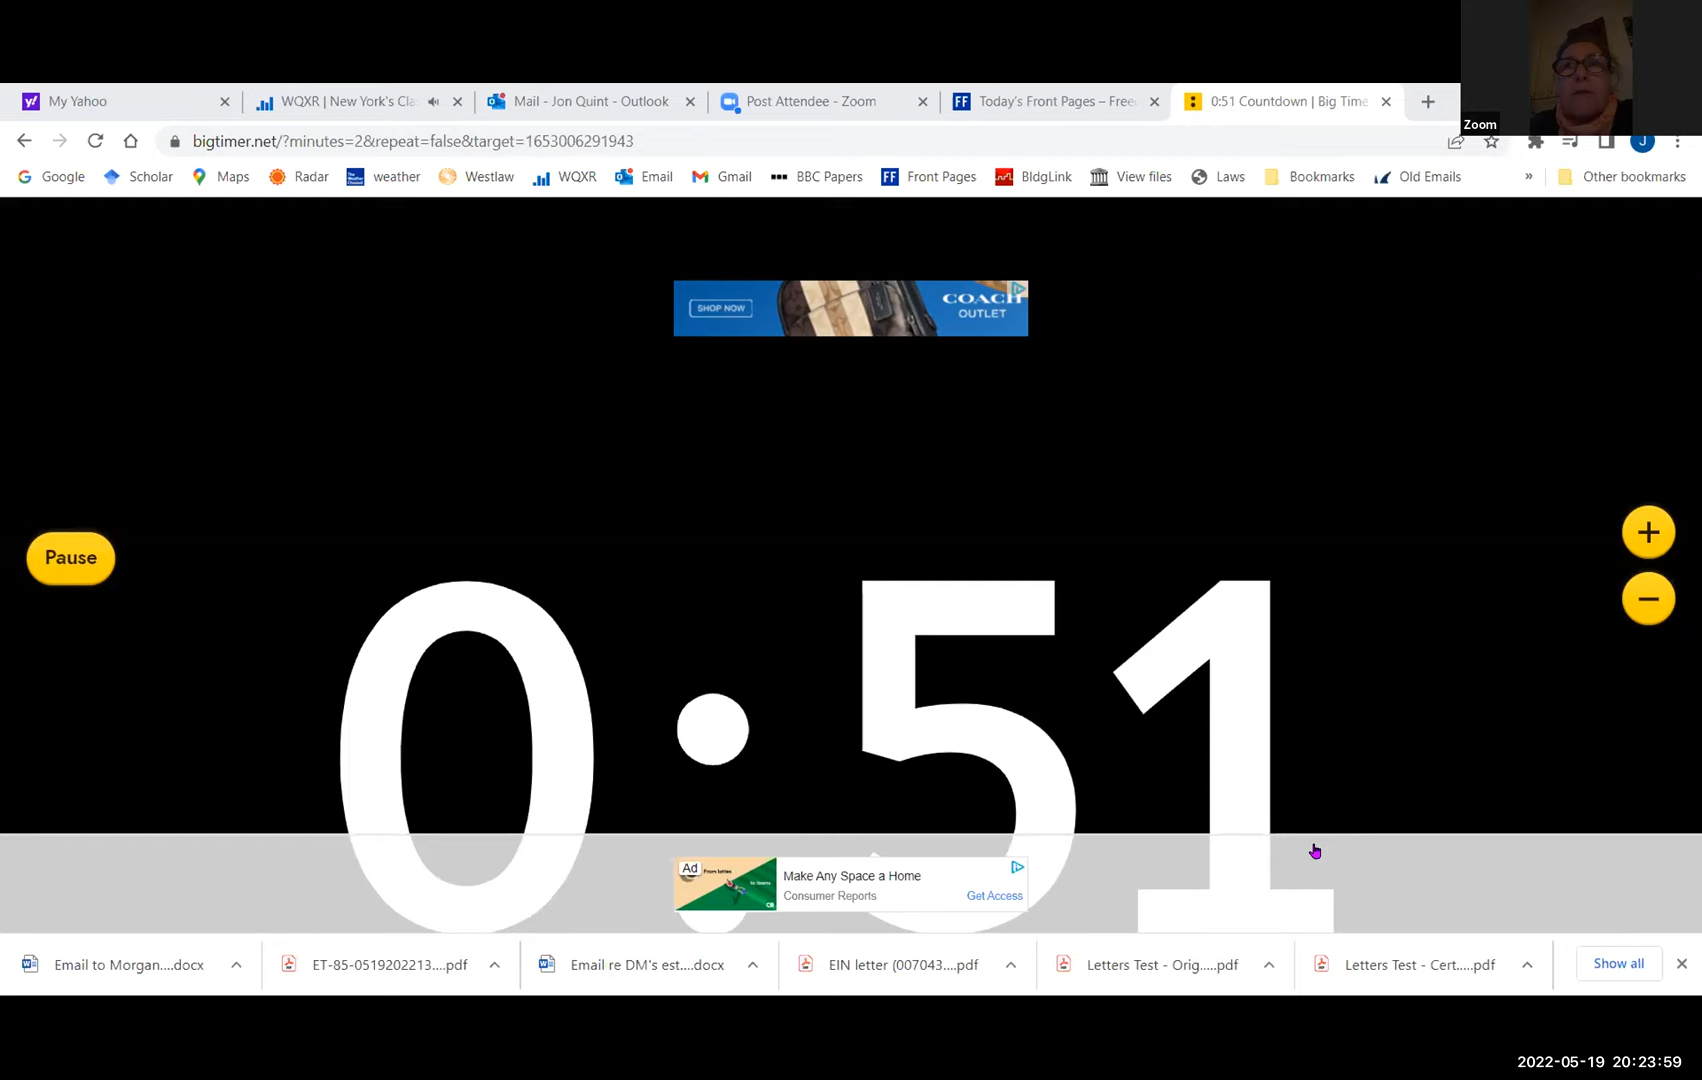 My Yahoo
WQXR | New York's Cla
Mail - Jon Quint - Outlook
Post Attendee - Zoom
Today's Front Pages – Free
0:51 Countdown | Big Time
Zoom
bigtimer.net/?minutes=2&repeat=false&target=1653006291943
J
Google
Scholar
Maps
Radar
weather
Westlaw
WQXR
Email
Gmail
BBC Papers
FF
Front Pages
BldgLink
View files
Laws
Bookmarks
Old Emails
»
Other bookmarks
SHOP NOW
COACH
OUTLET
Pause
+
−
0:51
Ad
Make Any Space a Home
Consumer Reports
Get Access
Email to Morgan....docx
ET-85-0519202213....pdf
Email re DM's est....docx
EIN letter (007043....pdf
Letters Test - Orig.....pdf
Letters Test - Cert.....pdf
Show all
2022-05-19 20:23:59